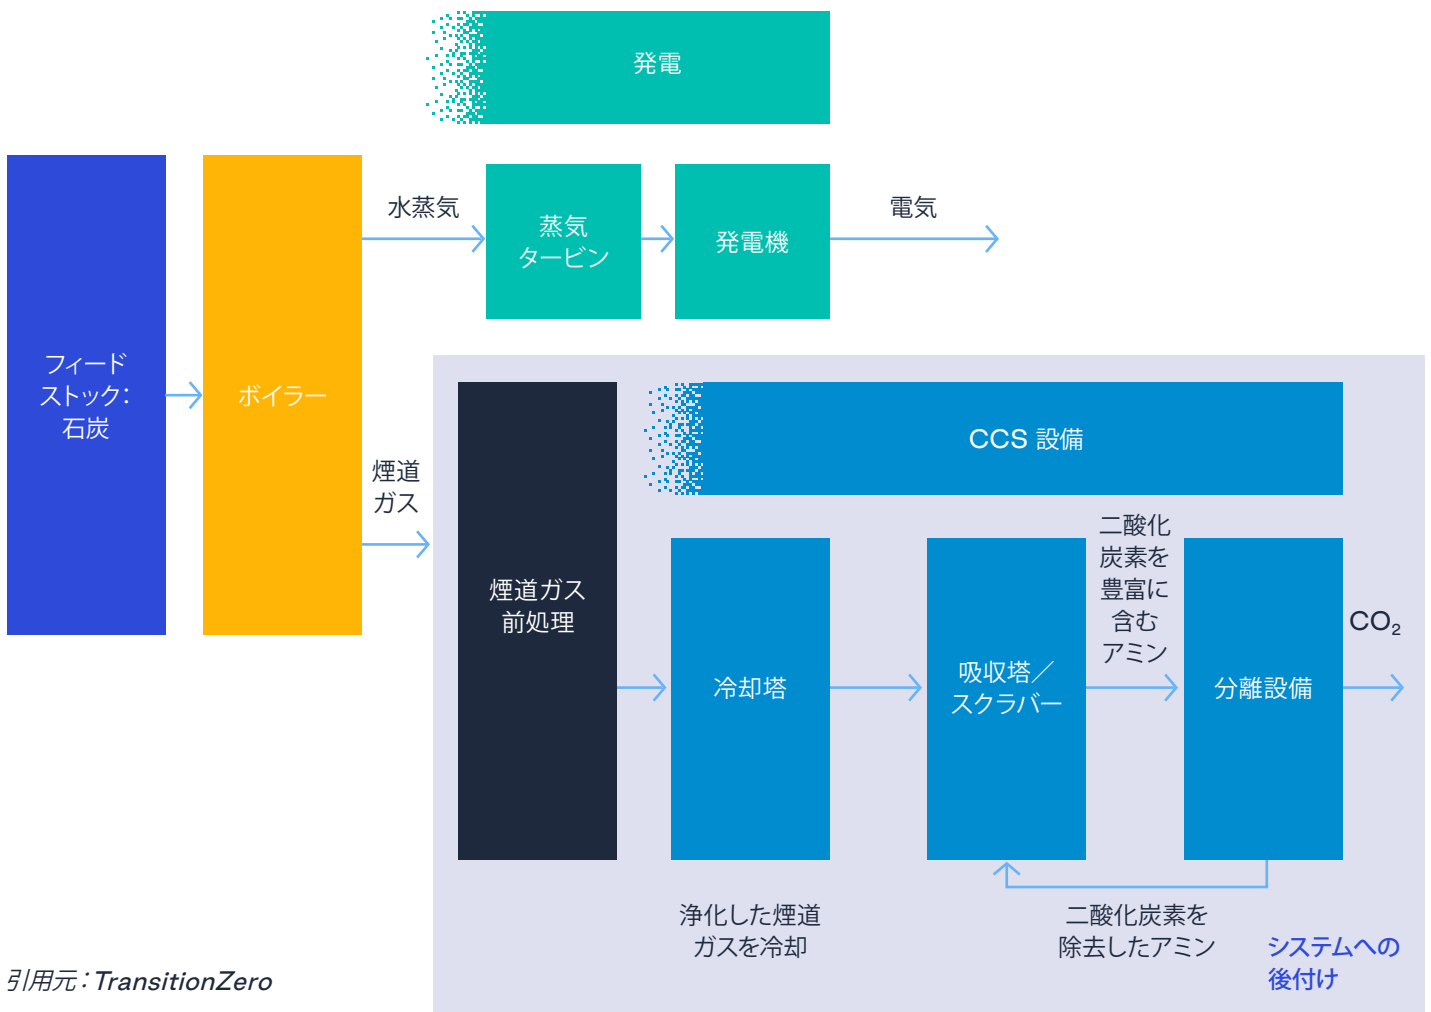 発電
水蒸気
蒸気
タービン
発電機
電気
フィード
ストック：
石炭
ボイラー
煙道
ガス
煙道ガス
前処理
CCS 設備
冷却塔
吸収塔／
スクラバー
二酸化
炭素を
豊富に
含む
アミン
分離設備
CO₂
浄化した煙道
ガスを冷却
二酸化炭素を
除去したアミン
システムへの
後付け
引用元：TransitionZero